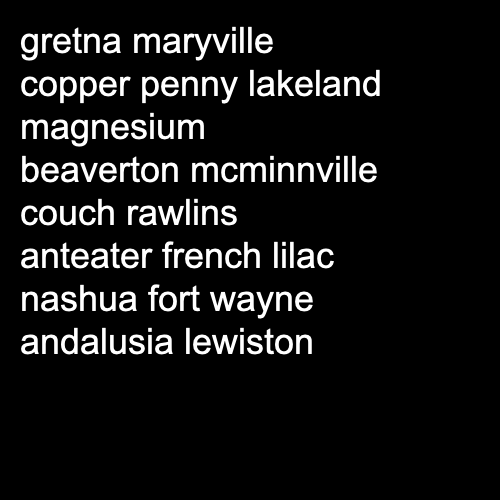 gretna maryville
copper penny lakeland
magnesium
beaverton mcminnville
couch rawlins
anteater french lilac
nashua fort wayne
andalusia lewiston